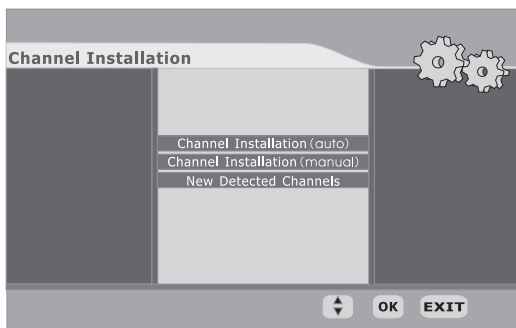 Channel Installation
Channel Installation (auto)
Channel Installation (manual)
New Detected Channels
OK EXIT